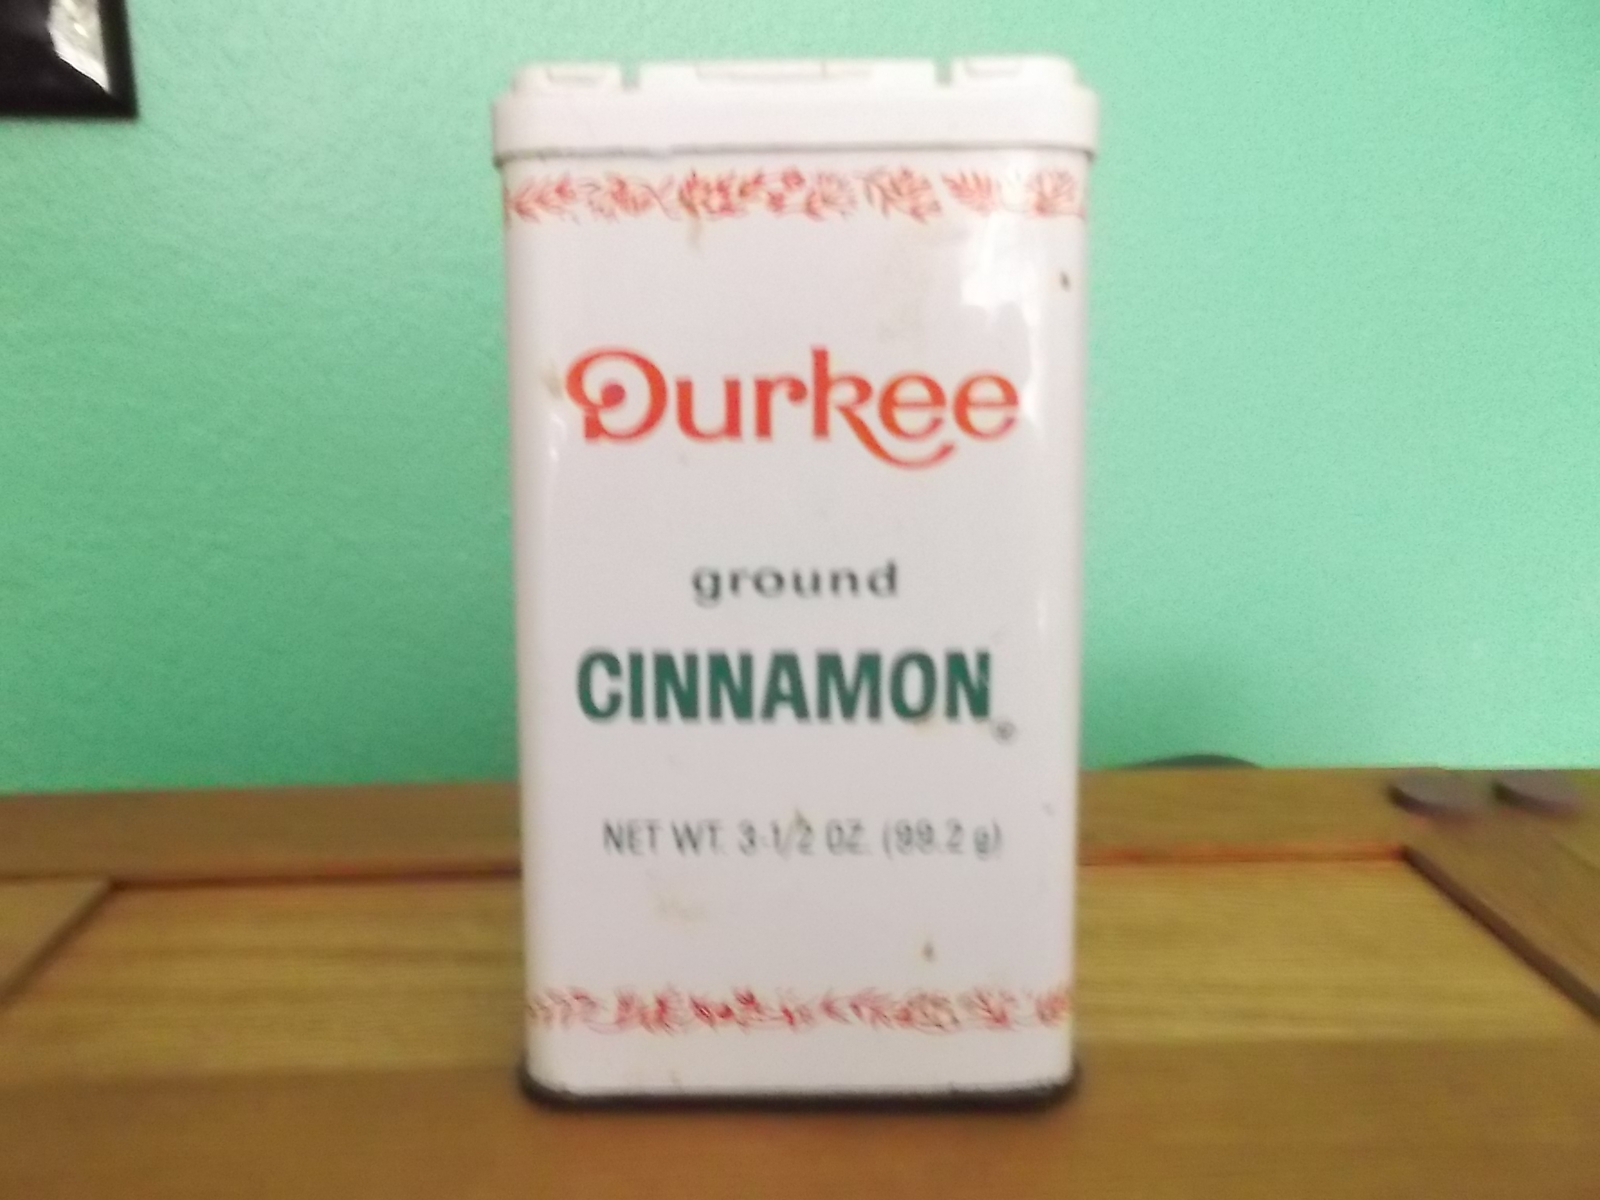 Durkee
ground
CINNAMON
NET WT. 3-1/2 OZ. (99.2 g)